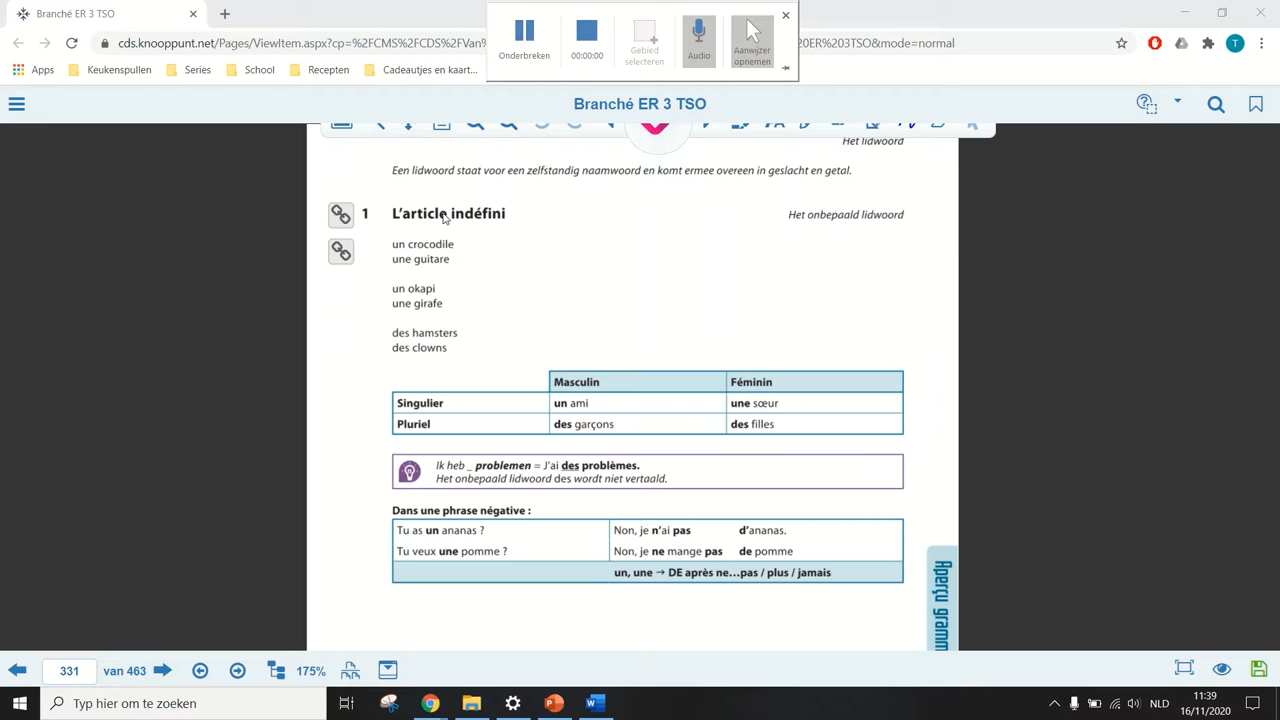 Branché ER 3 TSO
cds.knooppunt.net/Pages/ViewItem.aspx?cp=%2FCMS%2FCDS%2FVan%
20ER%203TSO&mode=normal
Onderbreken
00:00:00
Gebied selecteren
Audio
Aanwijzer opnemen
Apps
Keukenspullen
Series
School
Recepten
Cadeautjes en kaart...
Branché ER 3 TSO
Het lidwoord
Een lidwoord staat voor een zelfstandig naamwoord en komt ermee overeen in geslacht en getal.
1 L'article indéfini Het onbepaald lidwoord
un crocodile
une guitare
un okapi
une girafe
des hamsters
des clowns
Masculin Féminin
Singulier un ami une sœur
Pluriel des garçons des filles
Ik heb _ problemen = J'ai des problèmes.
Het onbepaald lidwoord des wordt niet vertaald.
Dans une phrase négative :
Tu as un ananas ? Non, je n'ai pas d'ananas.
Tu veux une pomme ? Non, je ne mange pas de pomme
un, une → DE après ne...pas / plus / jamais
Aperçu gramm
331 van 463
175%
Typ hier om te zoeken
NLD
11:39
16/11/2020